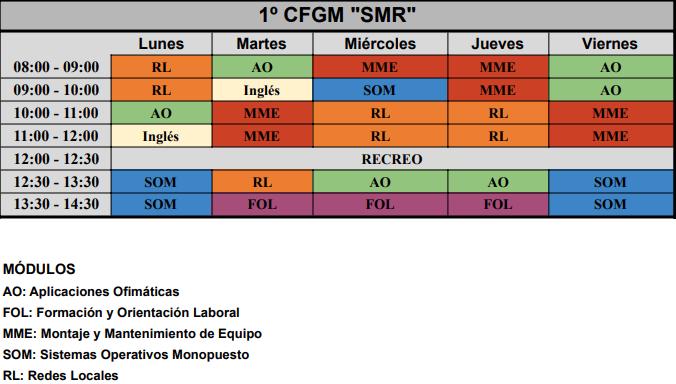 1º CFGM "SMR"
Lunes Martes Miércoles Jueves Viernes
08:00 - 09:00 RL AO MME MME AO
09:00 - 10:00 RL Inglés SOM MME AO
10:00 - 11:00 AO MME RL RL MME
11:00 - 12:00 Inglés MME RL RL MME
12:00 - 12:30 RECREO
12:30 - 13:30 SOM RL AO AO SOM
13:30 - 14:30 SOM FOL FOL FOL SOM
MÓDULOS
AO: Aplicaciones Ofimáticas
FOL: Formación y Orientación Laboral
MME: Montaje y Mantenimiento de Equipo
SOM: Sistemas Operativos Monopuesto
RL: Redes Locales